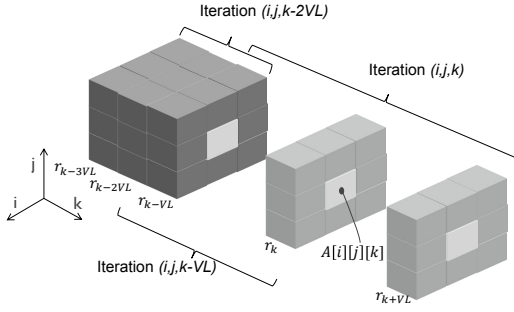 Iteration (i,j,k-2VL)
Iteration (i,j,k)
j
i
k
r_{k-3VL}
r_{k-2VL}
r_{k-VL}
r_k
A[i][j][k]
Iteration (i,j,k-VL)
r_{k+VL}